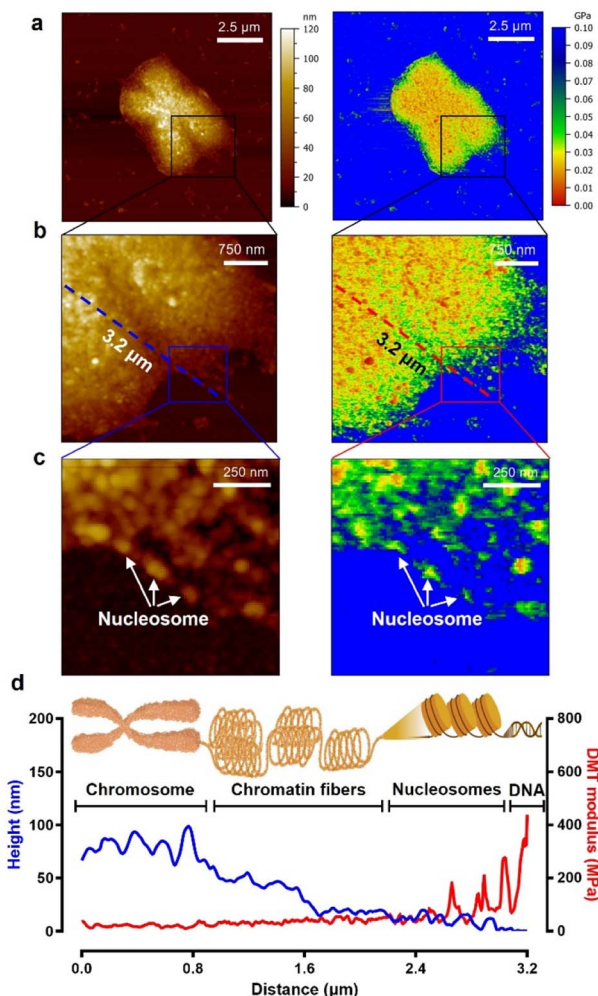 a
2.5 µm
nm
120
100
80
60
40
20
0
2.5 µm
GPa
0.10
0.09
0.08
0.07
0.06
0.05
0.04
0.03
0.02
0.01
0.00
b
750 nm
3.2 µm
750 nm
3.2 µm
c
250 nm
Nucleosome
250 nm
Nucleosome
d
Height (nm)
200
150
100
50
0
Chromosome
Chromatin fibers
Nucleosomes
DNA
800
600
400
200
0
DMT modulus (MPa)
0.0 0.8 1.6 2.4 3.2
Distance (µm)